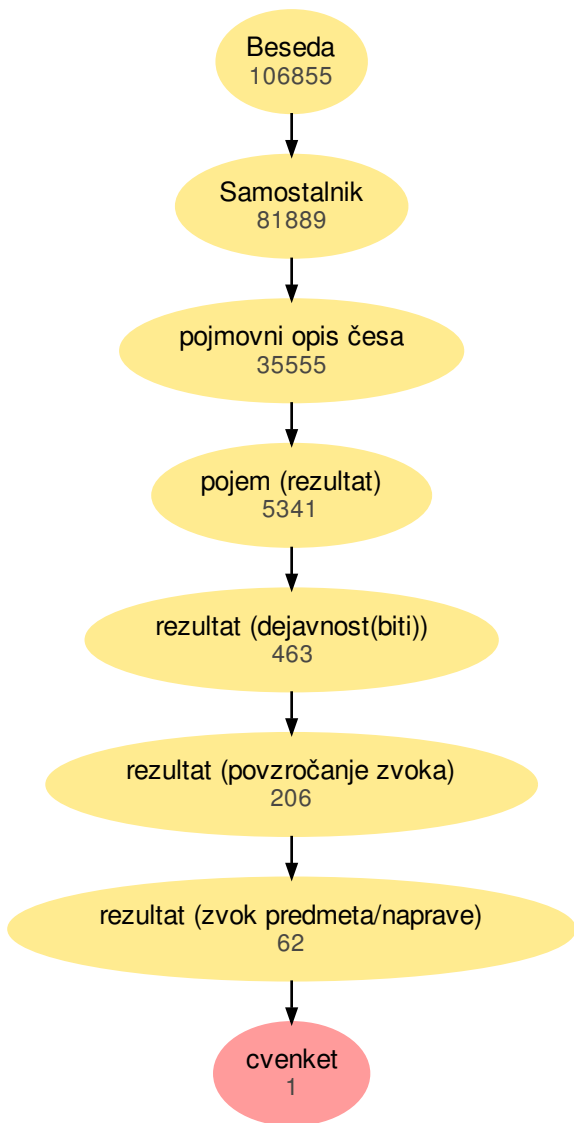 Beseda
106855
Samostalnik
81889
pojmovni opis česa
35555
pojem (rezultat)
5341
rezultat (dejavnost(biti))
463
rezultat (povzročanje zvoka)
206
rezultat (zvok predmeta/naprave)
62
cvenket
1